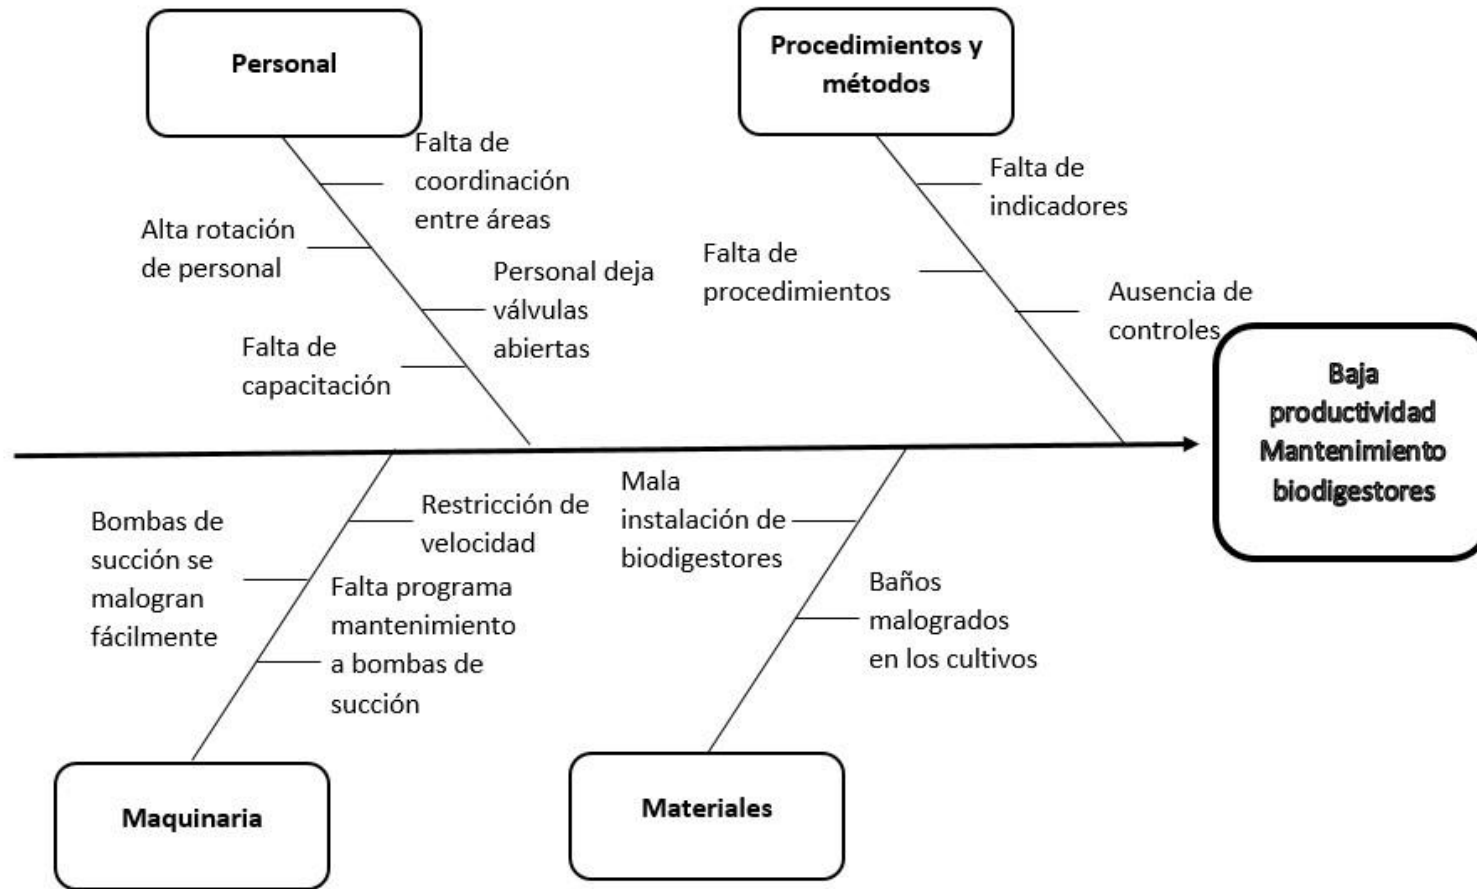 Personal
Procedimientos y
métodos
Falta de
coordinación
entre áreas
Alta rotación
de personal
Personal deja
válvulas
abiertas
Falta de
capacitación
Falta de
indicadores
Falta de
procedimientos
Ausencia de
controles
Baja
productividad
Mantenimiento
biodigestores
Restricción de
velocidad
Bombas de
succión se
malogran
fácilmente
Falta programa
mantenimiento
a bombas de
succión
Mala
instalación de
biodigestores
Baños
malogrados
en los cultivos
Maquinaria
Materiales